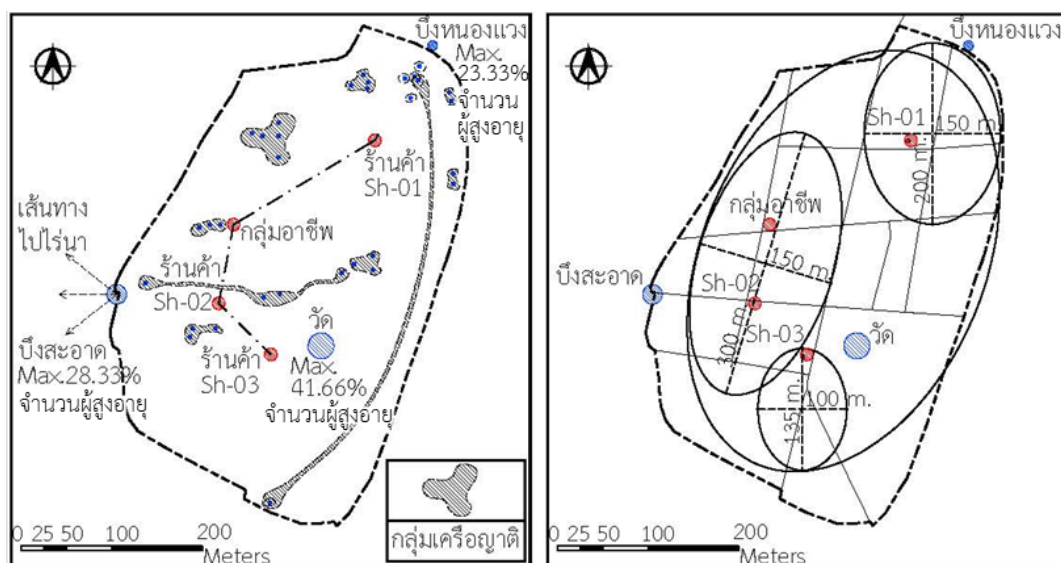 บึงหนองแวง
Max.
23.33%
จำนวน
ผู้สูงอายุ
ร้านค้า
Sh-01
เส้นทาง
ไปไร่นา
กลุ่มอาชีพ
ร้านค้า
Sh-02
วัด
บึงสะอาด
Max.28.33%
จำนวนผู้สูงอายุ
ร้านค้า
Sh-03
Max.
41.66%
จำนวนผู้สูงอายุ
กลุ่มเครือญาติ
0 25 50 100 200
Meters
บึงหนองแวง
Sh-01
150 m.
200 m.
กลุ่มอาชีพ
150 m.
บึงสะอาด
Sh-02
300 m.
Sh-03
วัด
100 m.
135 m.
0 25 50 100 200
Meters